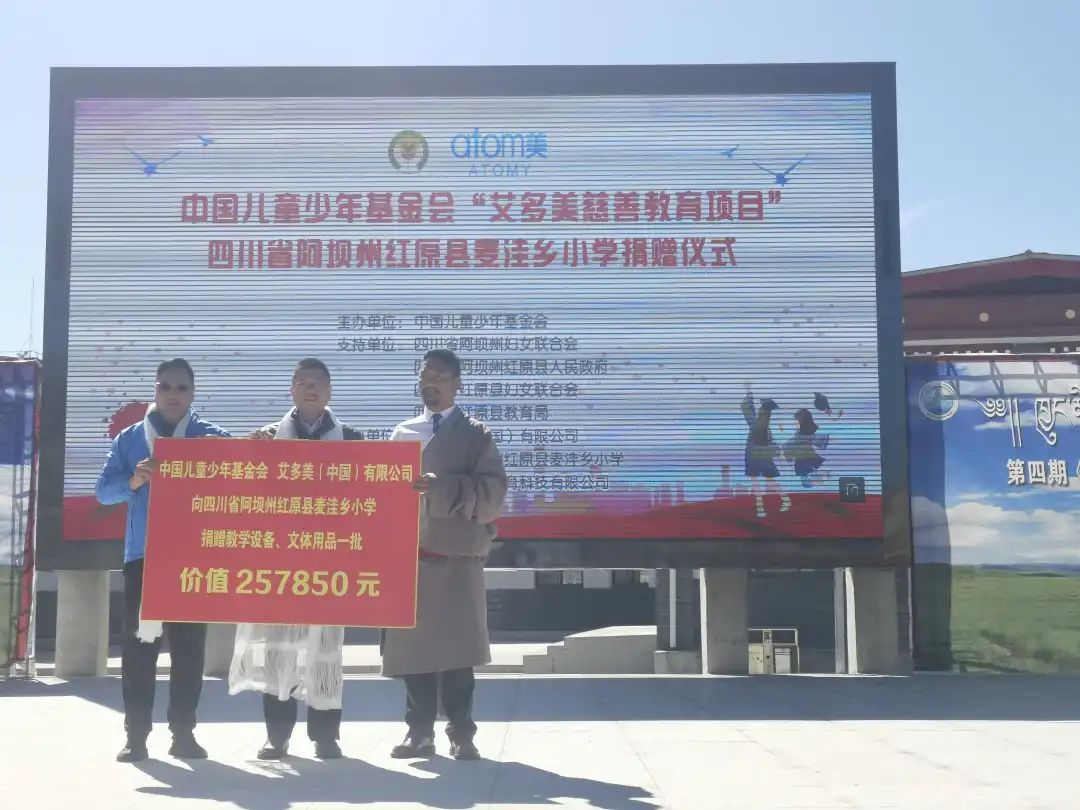 atom美
ATOMY
中国儿童少年基金会“艾多美慈善教育项目”
四川省阿坝州红原县麦洼乡小学捐赠仪式
主办单位：中国儿童少年基金会
支持单位：四川省阿坝州妇女联合会
阿坝州红原县人民政府
红原县妇女联合会
红原县教育局
）有限公司
红原县麦洼乡小学
科技有限公司
中国儿童少年基金会 艾多美（中国）有限公司
向四川省阿坝州红原县麦洼乡小学
捐赠教学设备、文体用品一批
价值 257850 元
第四期